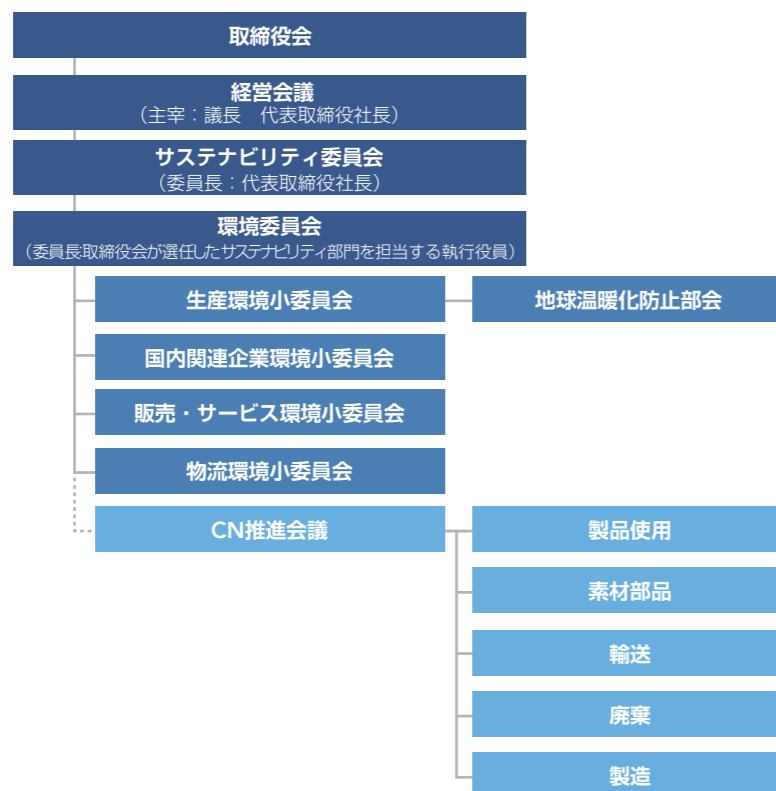 取締役会
経営会議
（主宰：議長　代表取締役社長）
サステナビリティ委員会
（委員長：代表取締役社長）
環境委員会
（委員長:取締役会が選任したサステナビリティ部門を担当する執行役員）
生産環境小委員会
地球温暖化防止部会
国内関連企業環境小委員会
販売・サービス環境小委員会
物流環境小委員会
CN推進会議
製品使用
素材部品
輸送
廃棄
製造